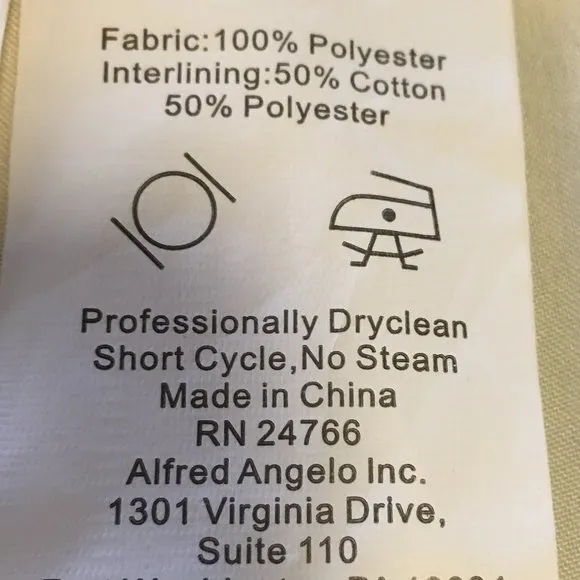 Fabric:100% Polyester
Interlining:50% Cotton
50% Polyester
Professionally Dryclean
Short Cycle,No Steam
Made in China
RN 24766
Alfred Angelo Inc.
1301 Virginia Drive,
Suite 110